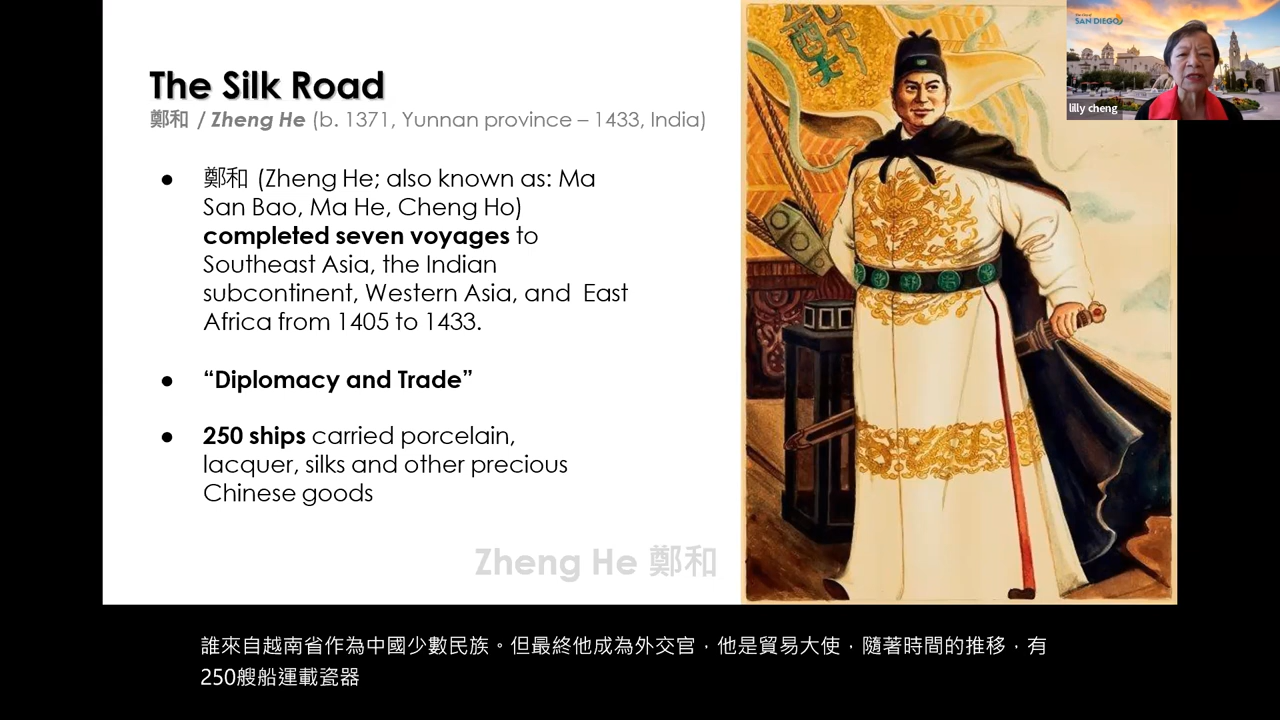 The Silk Road
鄭和 / Zheng He (b. 1371, Yunnan province – 1433, India)
● 鄭和 (Zheng He; also known as: Ma
San Bao, Ma He, Cheng Ho)
completed seven voyages to
Southeast Asia, the Indian
subcontinent, Western Asia, and East
Africa from 1405 to 1433.
● “Diplomacy and Trade”
● 250 ships carried porcelain,
lacquer, silks and other precious
Chinese goods
Zheng He 鄭和
SAN DIEGO
lilly cheng
誰來自越南省作為中國少數民族。但最終他成為外交官，他是貿易大使，隨著時間的推移，有
250艘船運載瓷器